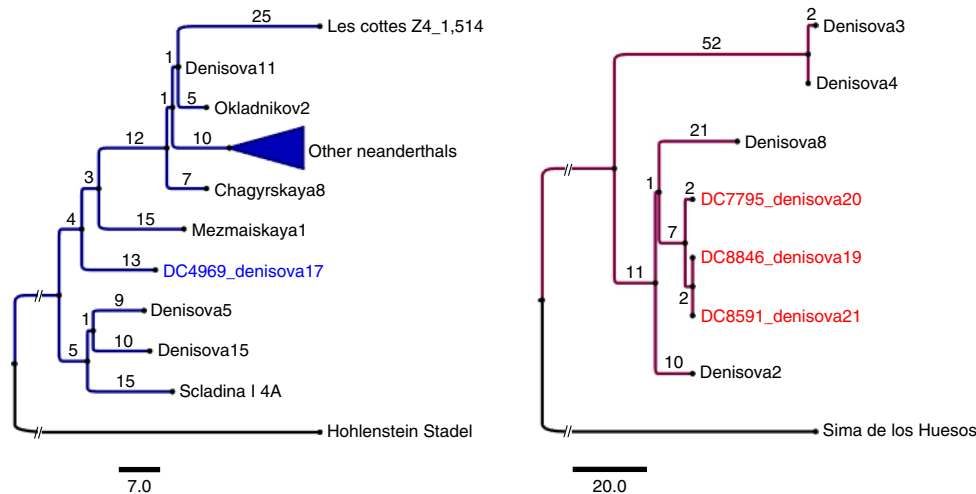 25
Les cottes Z4_1,514
1
Denisova11
5
Okladnikov2
1
10
Other neanderthals
12
7
Chagyrskaya8
3
15
Mezmaiskaya1
4
13
DC4969_denisova17
9
Denisova5
1
10
Denisova15
5
15
Scladina I 4A
//
//
Hohlenstein Stadel
7.0
2
Denisova3
52
Denisova4
21
Denisova8
1
2
DC7795_denisova20
7
DC8846_denisova19
11
2
DC8591_denisova21
10
Denisova2
//
//
Sima de los Huesos
20.0